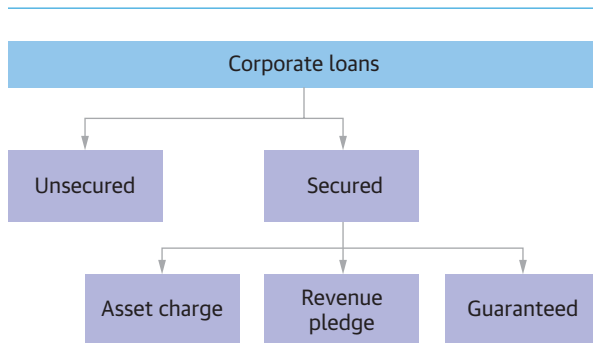 Corporate loans
Unsecured
Secured
Asset charge
Revenue
pledge
Guaranteed